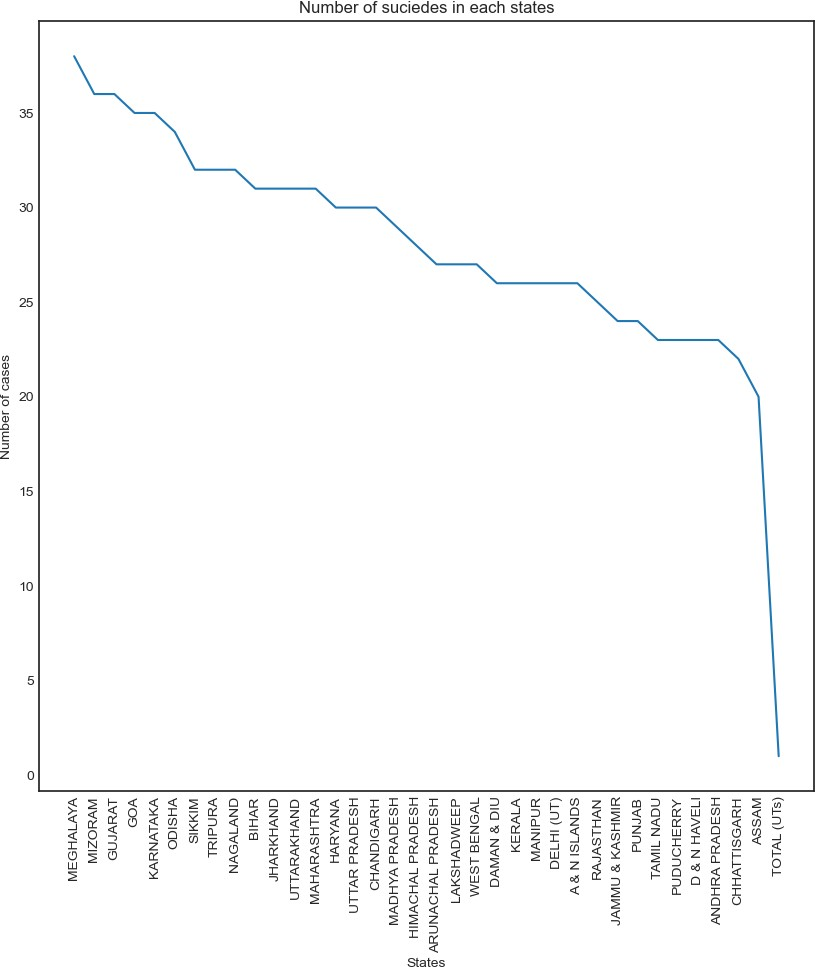 Number of suciedes in each states
Number of cases
35
30
25
20
15
10
5
0
MEGHALAYA
MIZORAM
GUJARAT
GOA
KARNATAKA
ODISHA
SIKKIM
TRIPURA
NAGALAND
BIHAR
JHARKHAND
UTTARAKHAND
MAHARASHTRA
HARYANA
UTTAR PRADESH
CHANDIGARH
MADHYA PRADESH
HIMACHAL PRADESH
ARUNACHAL PRADESH
LAKSHADWEEP
WEST BENGAL
DAMAN & DIU
KERALA
MANIPUR
DELHI (UT)
A & N ISLANDS
RAJASTHAN
JAMMU & KASHMIR
PUNJAB
TAMIL NADU
PUDUCHERRY
D & N HAVELI
ANDHRA PRADESH
CHHATTISGARH
ASSAM
TOTAL (UTs)
States